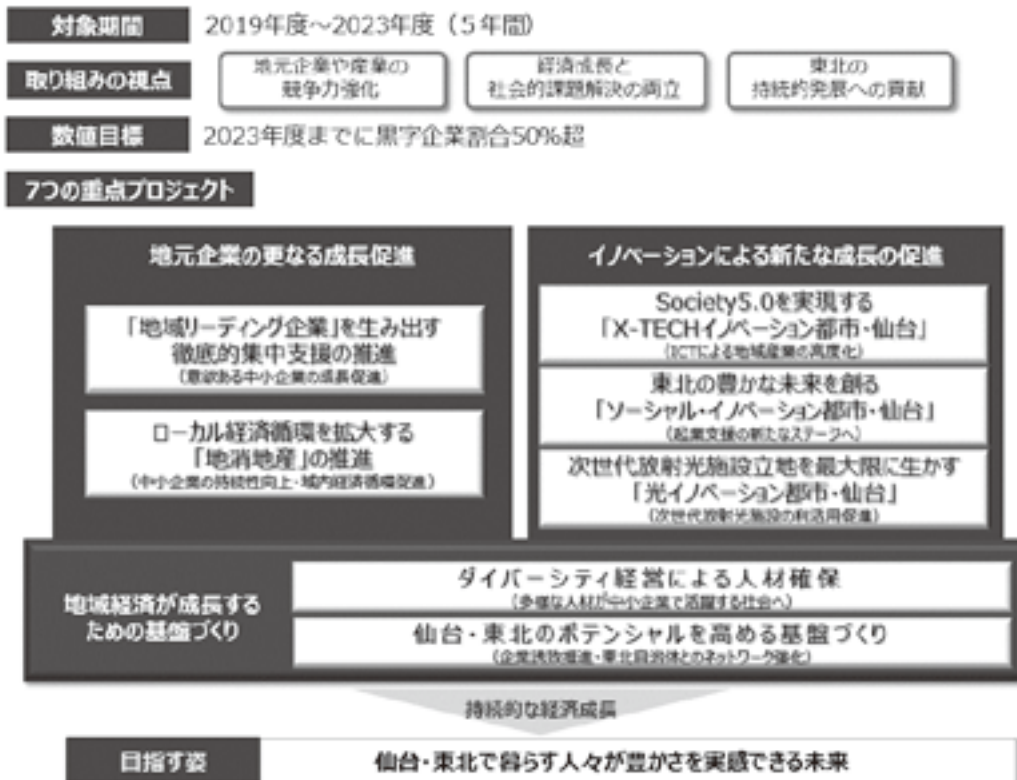 対象期間
2019年度～2023年度（５年間）
取り組みの視点
地元企業や産業の
競争力強化
経済成長と
社会的課題解決の両立
東北の
持続的発展への貢献
数値目標
2023年度までに黒字企業割合50%超
7つの重点プロジェクト
地元企業の更なる成長促進
「地域リーディング企業」を生み出す
徹底的集中支援の推進
（意欲ある中小企業の成長促進）
ローカル経済循環を拡大する
「地消地産」の推進
（中小企業の持続性向上・域内経済循環促進）
イノベーションによる新たな成長の促進
Society5.0を実現する
「X-TECHイノベーション都市・仙台」
（ICTによる地域産業の高度化）
東北の豊かな未来を創る
「ソーシャル・イノベーション都市・仙台」
（起業支援の新たなステージへ）
次世代放射光施設立地を最大限に生かす
「光イノベーション都市・仙台」
（次世代放射光施設の利活用促進）
地域経済が成長する
ための基盤づくり
ダイバーシティ経営による人材確保
（多様な人材が中小企業で活躍する社会へ）
仙台・東北のポテンシャルを高める基盤づくり
（企業誘致推進・東北自治体とのネットワーク強化）
持続的な経済成長
目指す姿
仙台・東北で暮らす人々が豊かさを実感できる未来